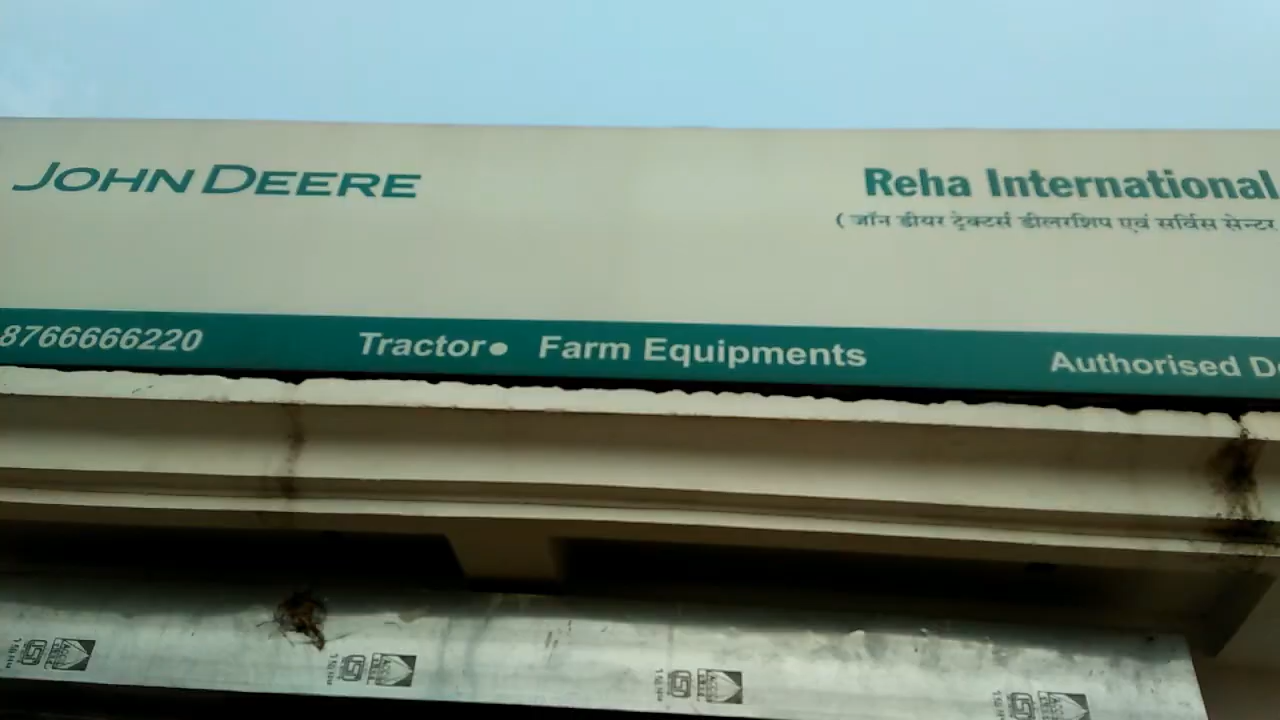 JOHN DEERE
Reha International
( जॉन डीयर ट्रेक्टर्स डीलरशिप एवं सर्विस सेन्टर
8766666220 Tractor● Farm Equipments Authorised